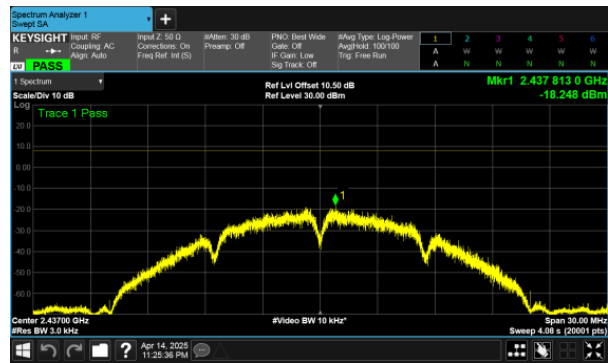 Spectrum Analyzer 1
Swept SA
+
KEYSIGHT
R
LXI PASS
Input: RF
Coupling: AC
Align: Auto
Input Z: 50 Ω
Corrections: On
Freq Ref: Int (S)
#Atten: 30 dB
Preamp: Off
PNO: Best Wide
Gate: Off
IF Gain: Low
Sig Track: Off
#Avg Type: Log-Power
Avg|Hold: 100/100
Trig: Free Run
1 2 3 4 5 6
A W W W W W
A N N N N N
1 Spectrum
Scale/Div 10 dB
Ref Lvl Offset 10.50 dB
Ref Level 30.00 dBm
Mkr1 2.437 813 0 GHz
-18.248 dBm
Log
Trace 1 Pass
20.0
10.0
0.00
-10.0
1
-20.0
-30.0
-40.0
-50.0
-60.0
Center 2.43700 GHz
#Res BW 3.0 kHz
#Video BW 10 kHz*
Span 30.00 MHz
Sweep 4.08 s (20001 pts)
?
Apr 14, 2025
11:25:36 PM